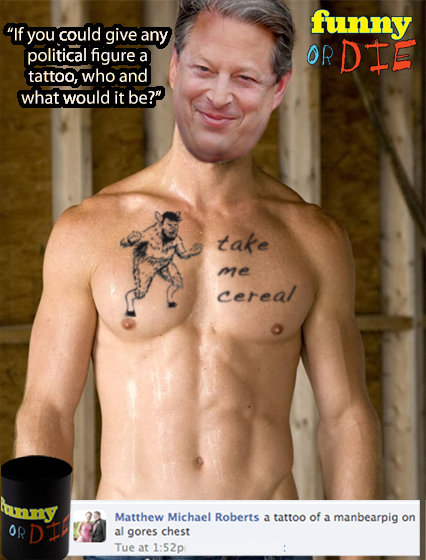 "If you could give any
political figure a
tattoo, who and
what would it be?"
funny
OR DIE
take
me
cereal
funny
OR DIE
Matthew Michael Roberts a tattoo of a manbearpig on
al gores chest
Tue at 1:52p